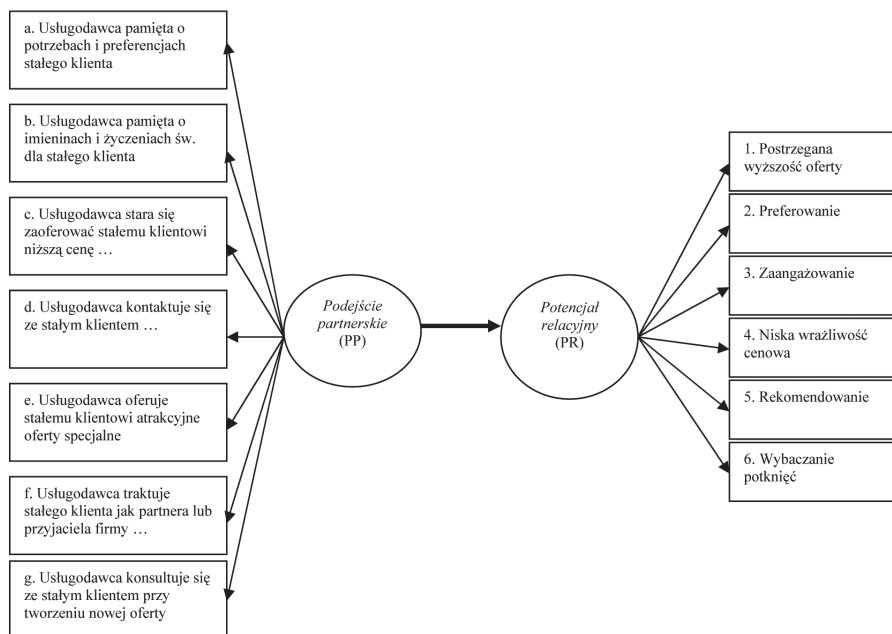 a. Usługodawca pamięta o
potrzebach i preferencjach
stałego klienta
b. Usługodawca pamięta o
imieninach i życzeniach św.
dla stałego klienta
c. Usługodawca stara się
zaoferować stałemu klientowi
niższą cenę …
d. Usługodawca kontaktuje się
ze stałym klientem …
e. Usługodawca oferuje
stałemu klientowi atrakcyjne
oferty specjalne
f. Usługodawca traktuje
stałego klienta jak partnera lub
przyjaciela firmy …
g. Usługodawca konsultuje się
ze stałym klientem przy
tworzeniu nowej oferty
Podejście
partnerskie
(PP)
Potencjał
relacyjny
(PR)
1. Postrzegana
wyższość oferty
2. Preferowanie
3. Zaangażowanie
4. Niska wrażliwość
cenowa
5. Rekomendowanie
6. Wybaczanie
potknięć